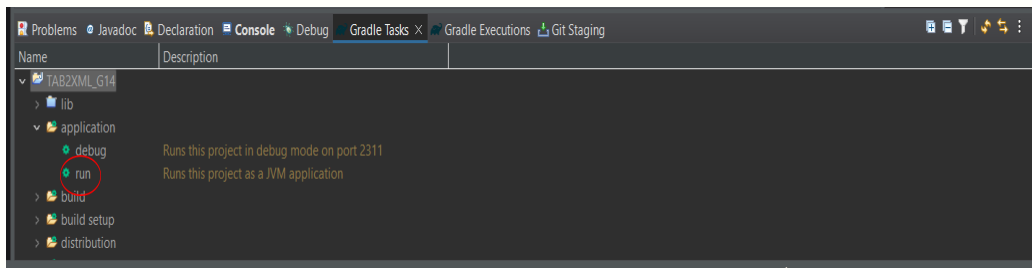 Problems Javadoc Declaration Console Debug Gradle Tasks Gradle Executions Git Staging
Name Description
TAB2XML_G14
lib
application
debug Runs this project in debug mode on port 2311
run Runs this project as a JVM application
build
build setup
distribution